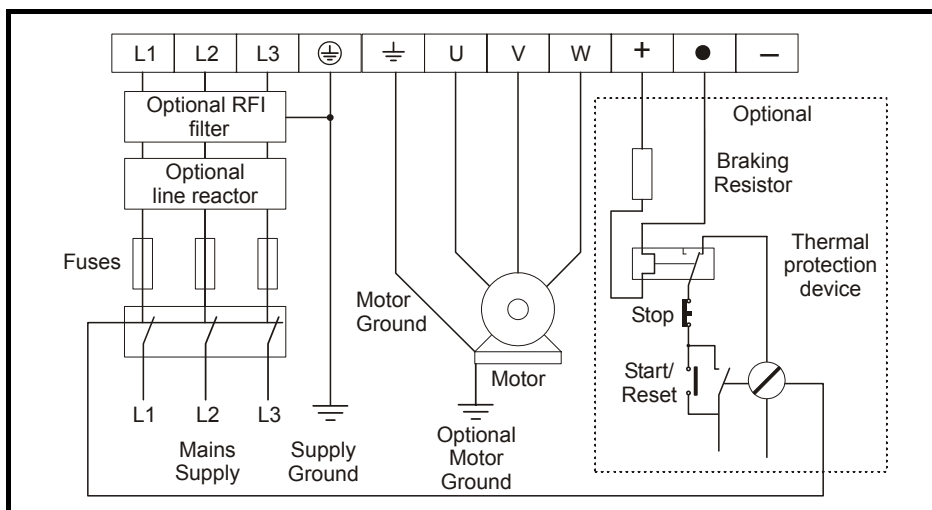 L1 L2 L3 U V W + ● –
Optional RFI
filter
Optional
line reactor
Fuses
L1 L2 L3
Mains
Supply
Supply
Ground
Motor
Ground
Motor
Optional
Motor
Ground
Optional
Braking
Resistor
Thermal
protection
device
Stop
Start/
Reset